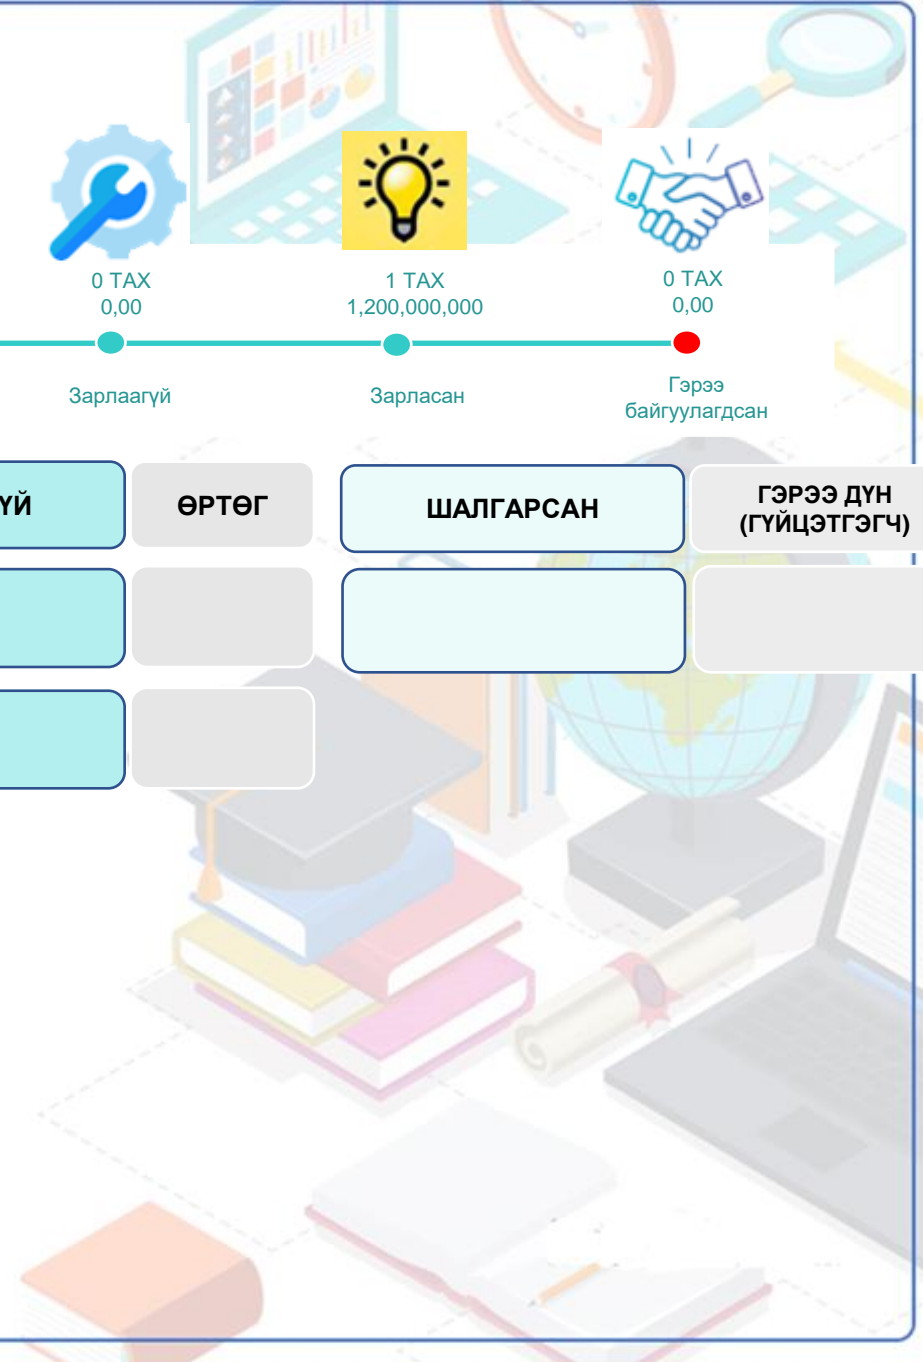 0 ТАХ
0,00
1 ТАХ
1,200,000,000
0 ТАХ
0,00
Зарлаагүй
Зарласан
Гэрээ
байгуулагдсан
ҮЙ
ӨРТӨГ
ШАЛГАРСАН
ГЭРЭЭ ДҮН
(ГҮЙЦЭТГЭГЧ)